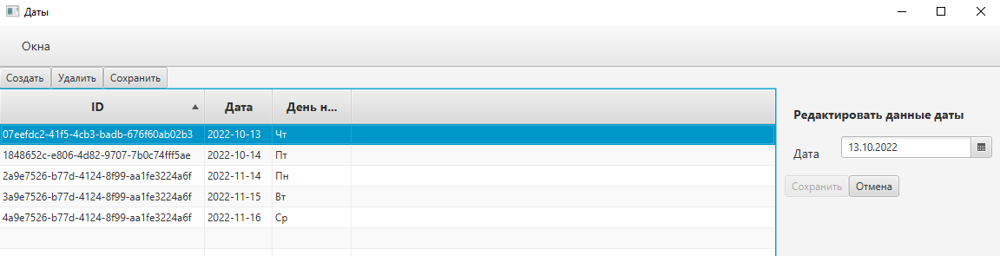 Даты
Окна
Создать Удалить Сохранить
ID Дата День н...
07eefdc2-41f5-4cb3-badb-676f60ab02b3 2022-10-13 Чт
1848652c-e806-4d82-9707-7b0c74fff5ae 2022-10-14 Пт
2a9e7526-b77d-4124-8f99-aa1fe3224a6f 2022-11-14 Пн
3a9e7526-b77d-4124-8f99-aa1fe3224a6f 2022-11-15 Вт
4a9e7526-b77d-4124-8f99-aa1fe3224a6f 2022-11-16 Ср
Редактировать данные даты
Дата 13.10.2022
Сохранить Отмена